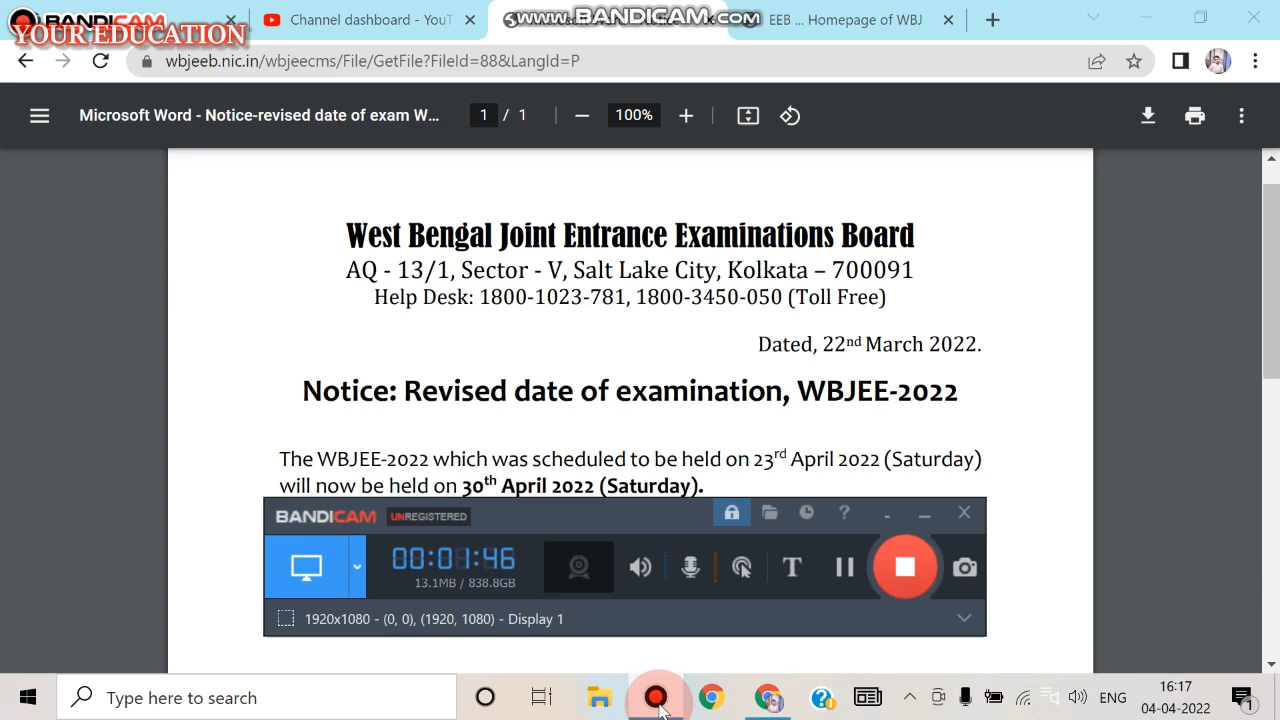 BANDICAM
YOUR EDUCATION
Channel dashboard - YouT
www.BANDICAM.com
EEB ... Homepage of WBJ
wbjeeb.nic.in/wbjeecms/File/GetFile?FileId=88&LangId=P
Microsoft Word - Notice-revised date of exam W...
1 / 1
100%
West Bengal Joint Entrance Examinations Board
AQ - 13/1, Sector - V, Salt Lake City, Kolkata – 700091
Help Desk: 1800-1023-781, 1800-3450-050 (Toll Free)
Dated, 22nd March 2022.
Notice: Revised date of examination, WBJEE-2022
The WBJEE-2022 which was scheduled to be held on 23rd April 2022 (Saturday)
will now be held on 30th April 2022 (Saturday).
BANDICAM UNREGISTERED
00:01:46
13.1MB / 838.8GB
1920x1080 - (0, 0), (1920, 1080) - Display 1
Type here to search
ENG
16:17
04-04-2022
1